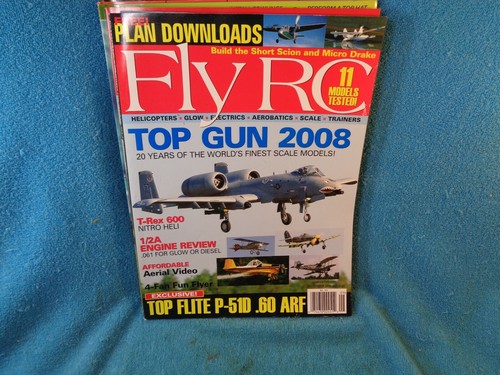 FREE!
PLAN DOWNLOADS
Build the Short Scion and Micro Drake
Fly RC
11
MODELS
TESTED!
HELICOPTERS • GLOW • ELECTRICS • AEROBATICS • SCALE • TRAINERS
TOP GUN 2008
20 YEARS OF THE WORLD'S FINEST SCALE MODELS!
T-Rex 600
NITRO HELI
1/2A
ENGINE REVIEW
.061 FOR GLOW OR DIESEL
AFFORDABLE
Aerial Video
4-Fan Fun Flyer
EXCLUSIVE!
TOP FLITE P-51D .60 ARF